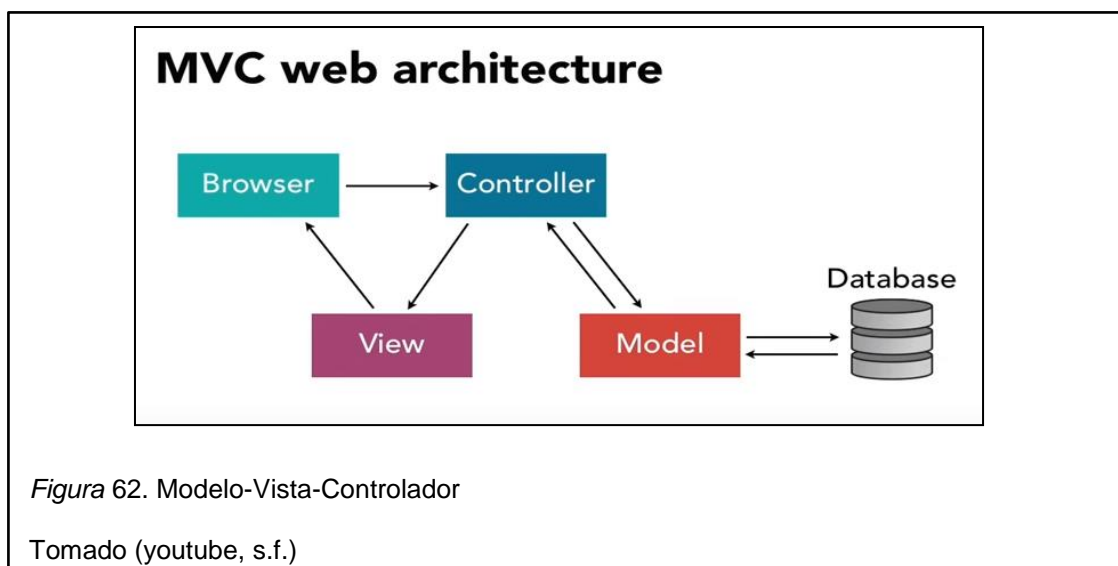 MVC web architecture
Browser
Controller
Database
View
Model
Figura 62. Modelo-Vista-Controlador
Tomado (youtube, s.f.)